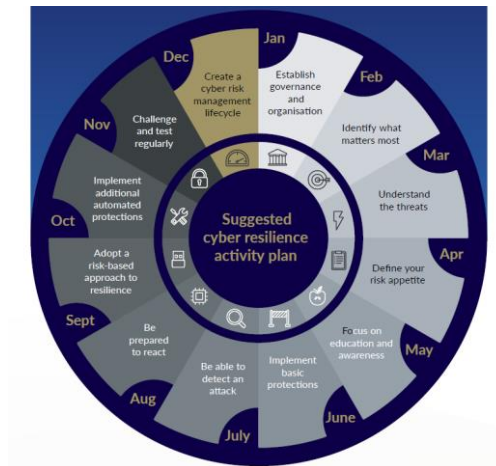 Jan
Establish
governance
and
organisation
Feb
Identify what
matters most
Mar
Understand
the threats
Apr
Define your
risk appetite
May
Focus on
education and
awareness
June
Implement
basic
protections
July
Be able to
detect an
attack
Aug
Be
prepared
to react
Sept
Adopt a
risk-based
approach to
resilience
Oct
Implement
additional
automated
protections
Nov
Challenge
and test
regularly
Dec
Create a
cyber risk
management
lifecycle
Suggested
cyber resilience
activity plan